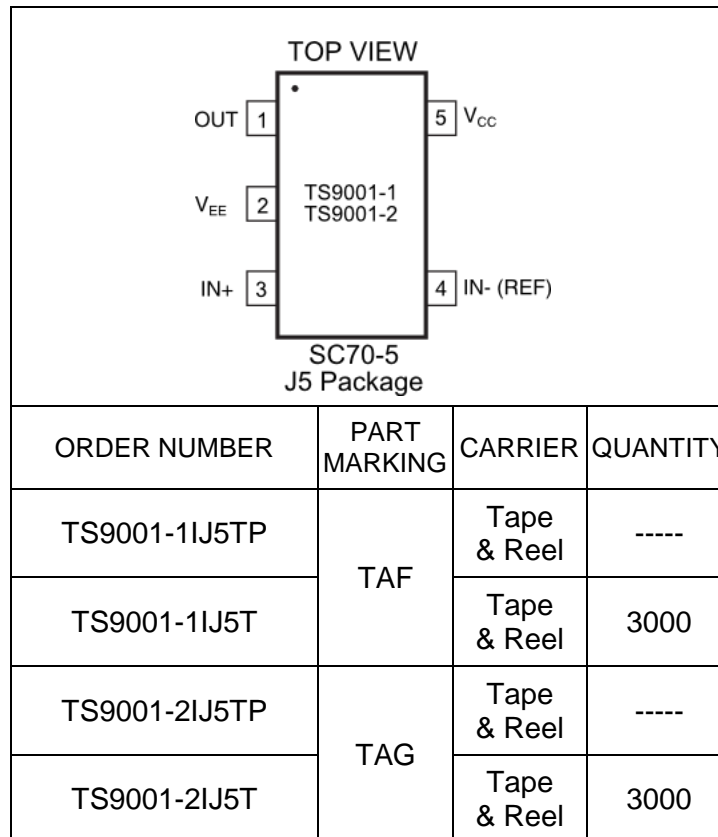 TOP VIEW
OUT 1 5 VCC
TS9001-1
VEE 2 TS9001-2
IN+ 3 4 IN- (REF)
SC70-5
J5 Package
ORDER NUMBER PART MARKING CARRIER QUANTITY
TS9001-1IJ5TP TAF Tape & Reel -----
TS9001-1IJ5T Tape & Reel 3000
TS9001-2IJ5TP TAG Tape & Reel -----
TS9001-2IJ5T Tape & Reel 3000